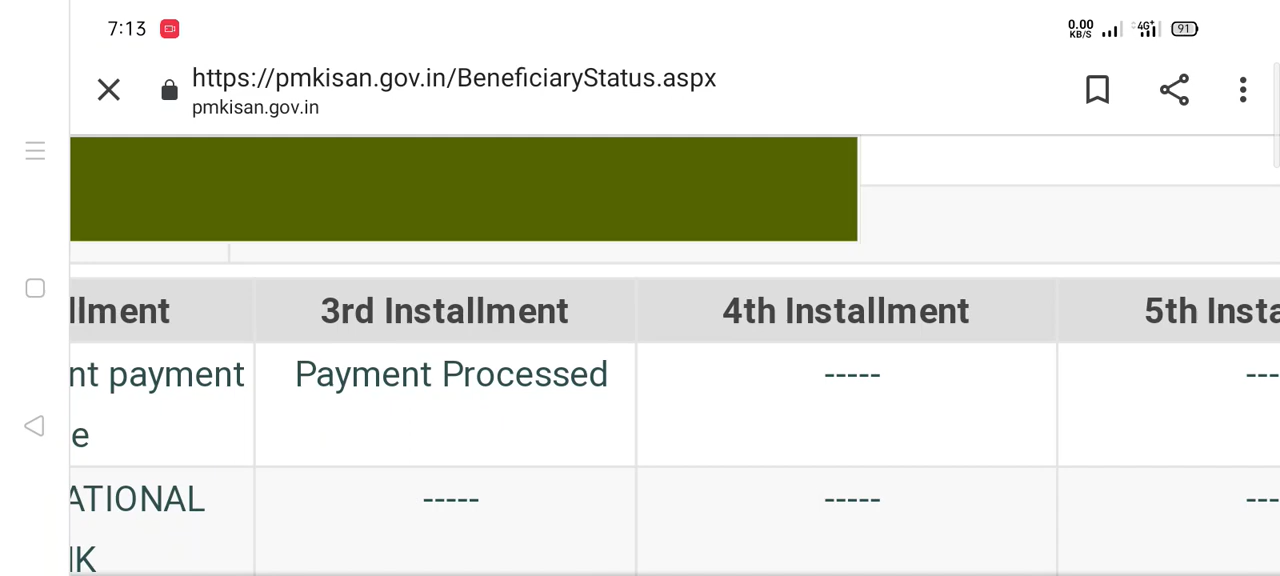 7:13
0.00
KB/S
4G+
91
https://pmkisan.gov.in/BeneficiaryStatus.aspx
pmkisan.gov.in
llment 3rd Installment 4th Installment 5th Insta
nt payment Payment Processed ----- ---
e
ATIONAL ----- ----- ---
IK